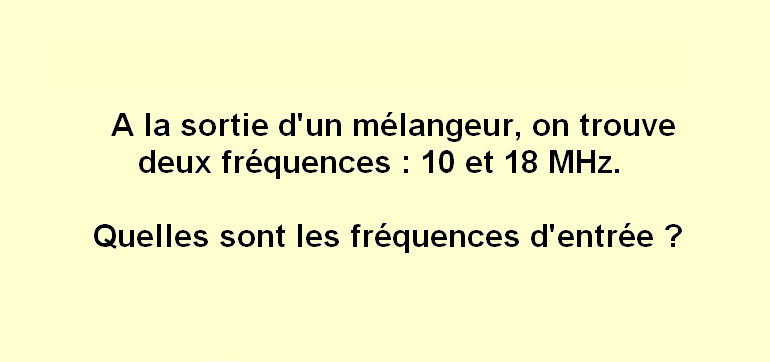 A la sortie d'un mélangeur, on trouve
deux fréquences : 10 et 18 MHz.
Quelles sont les fréquences d'entrée ?